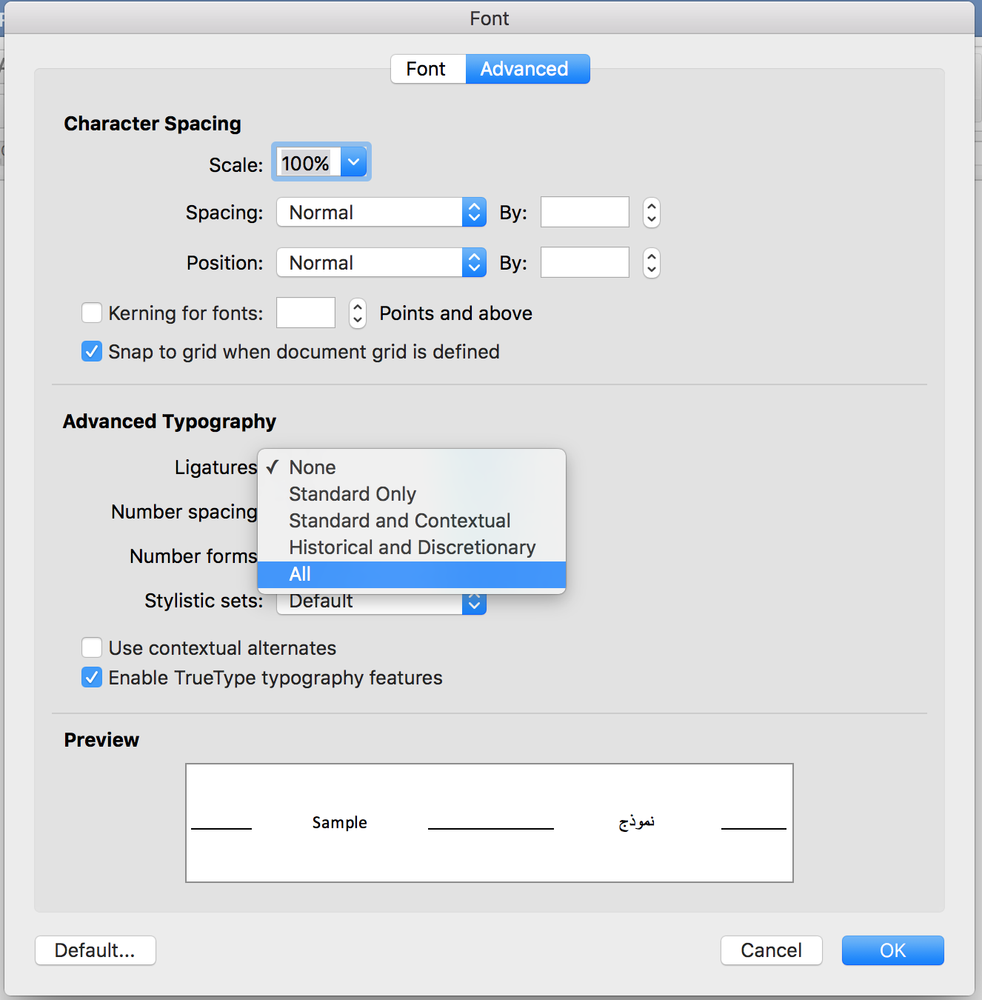 Font
Font Advanced
Character Spacing
Scale: 100%
Spacing: Normal By:
Position: Normal By:
Kerning for fonts: Points and above
Snap to grid when document grid is defined
Advanced Typography
Ligatures ✓ None
Standard Only
Number spacing
Standard and Contextual
Historical and Discretionary
Number forms
All
Stylistic sets: Default
Use contextual alternates
Enable TrueType typography features
Preview
Sample نموذج
Default... Cancel OK